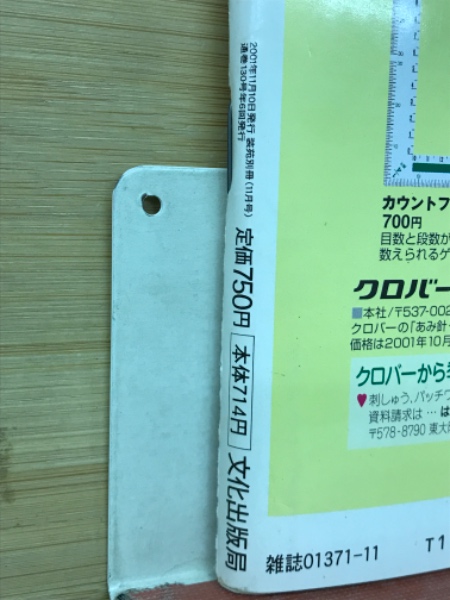 2001年11月10日発行 装苑別冊(11月号)
通巻130号年6回発行
定価750円 本体714円 文化出版局
カウントフ
700円
目数と段数が
数えられるゲ
クロバー
■本社/〒537-002
クロバーの「あみ針・
価格は2001年10月
クロバーから
♥刺しゅう、パッチワ
資料請求は … は
〒578-8790 東大
雑誌01371-11
T1